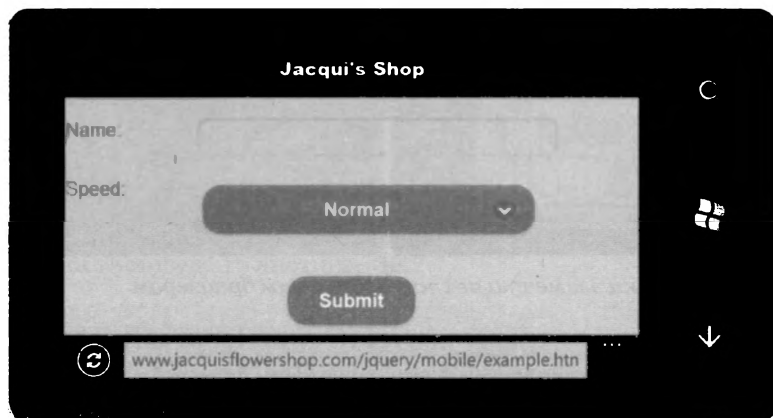 Jacqui's Shop
Name:
Speed:
Normal
Submit
www.jacquisflowershop.com/jquery/mobile/example.htn